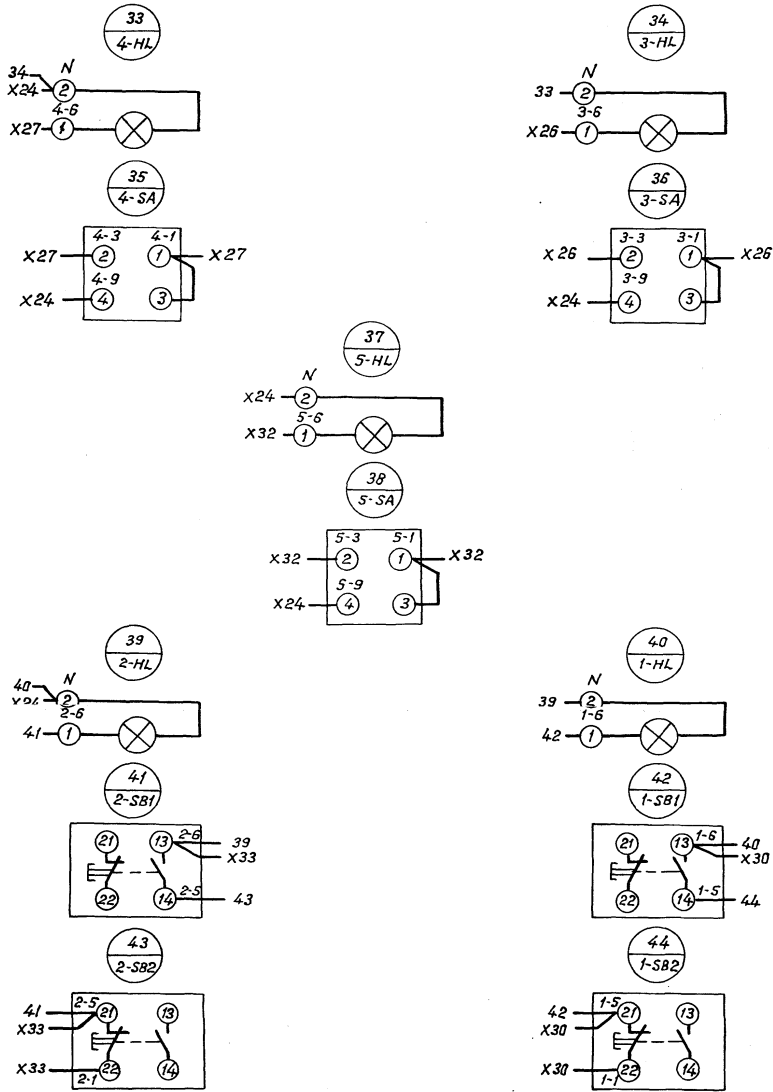 33
4-HL
34
X24
N
2
4-6
X27
1
34
3-HL
33
N
2
3-6
X26
1
35
4-SA
4-3
4-1
X27
2
1
X27
4-9
X24
4
3
36
3-SA
3-3
3-1
X26
2
1
X26
3-9
X24
4
3
37
5-HL
N
X24
2
5-6
X32
1
38
5-SA
5-3
5-1
X32
2
1
X32
5-9
X24
4
3
39
2-HL
40
N
X24
2
2-6
41
1
40
1-HL
N
39
2
1-6
42
1
41
2-SB1
21
13
2-6
39
X33
22
14
2-5
43
42
1-SB1
21
13
1-6
40
X30
22
14
1-5
44
43
2-SB2
41
2-5
21
13
X33
X33
2-1
22
14
44
1-SB2
42
1-5
21
13
X30
X30
1-1
22
14